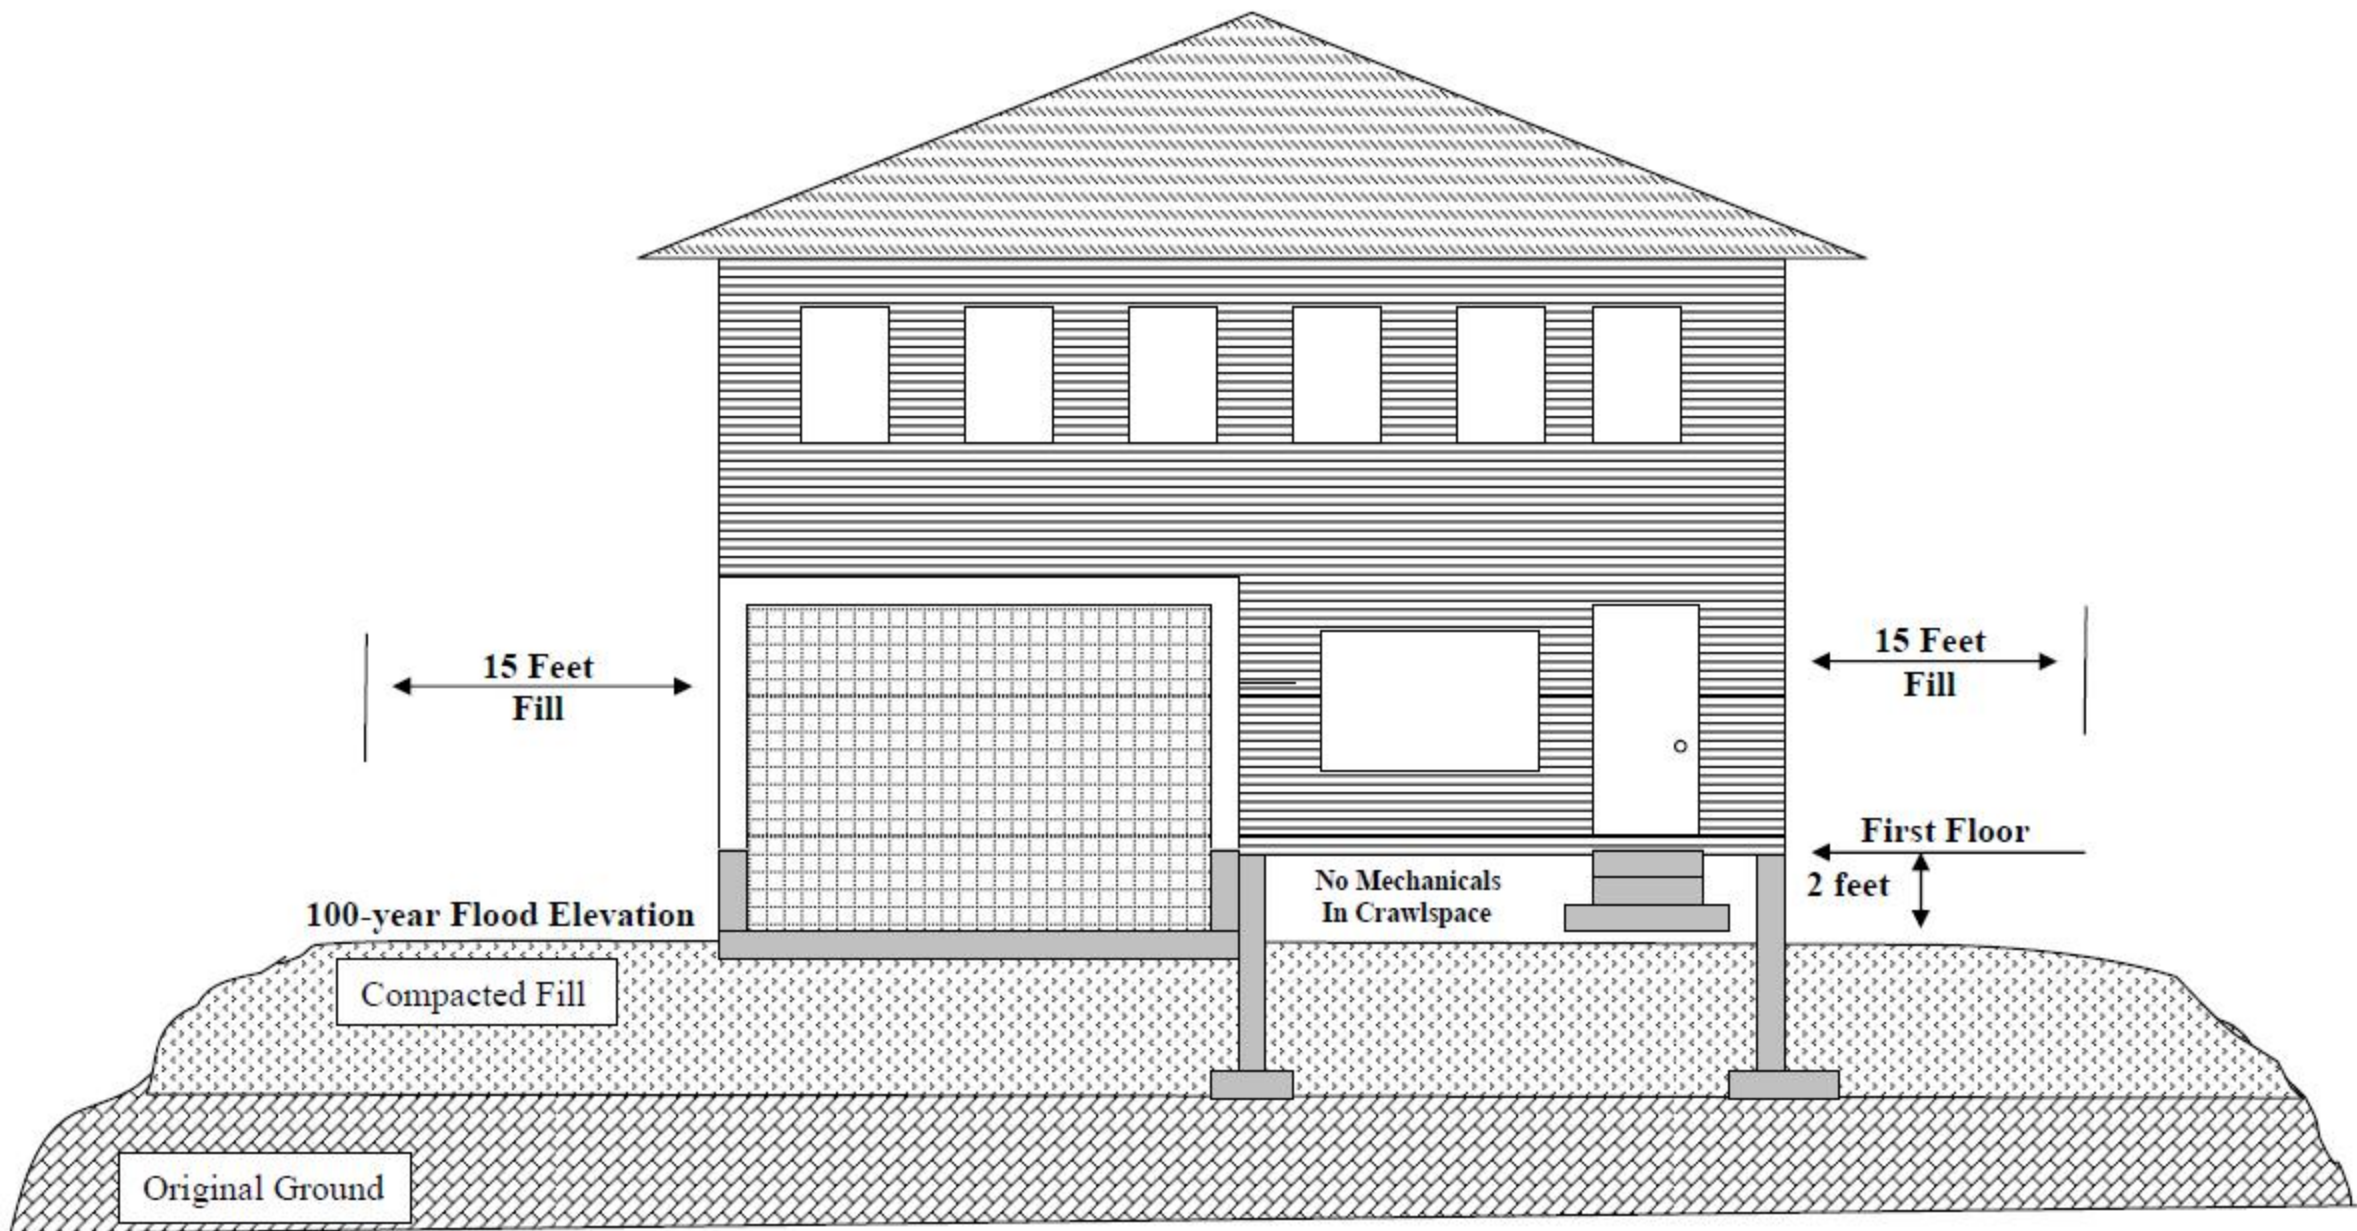 15 Feet
Fill
15 Feet
Fill
First Floor
2 feet
No Mechanicals
In Crawlspace
100-year Flood Elevation
Compacted Fill
Original Ground